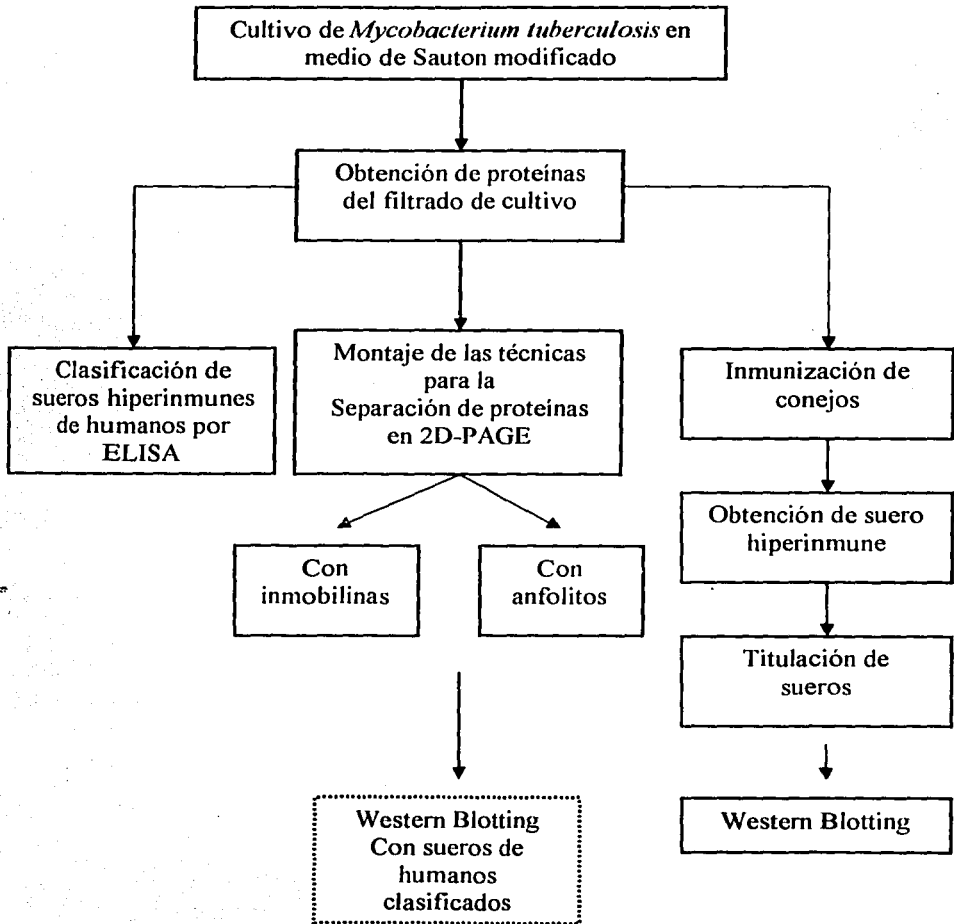 Cultivo de Mycobacterium tuberculosis en
medio de Sauton modificado
Obtención de proteínas
del filtrado de cultivo
Clasificación de
sueros hiperinmunes
de humanos por
ELISA
Montaje de las técnicas
para la
Separación de proteínas
en 2D-PAGE
Inmunización de
conejos
Con
inmobilinas
Con
anfolitos
Obtención de suero
hiperinmune
Titulación de
sueros
Western Blotting
Con sueros de
humanos
clasificados
Western Blotting